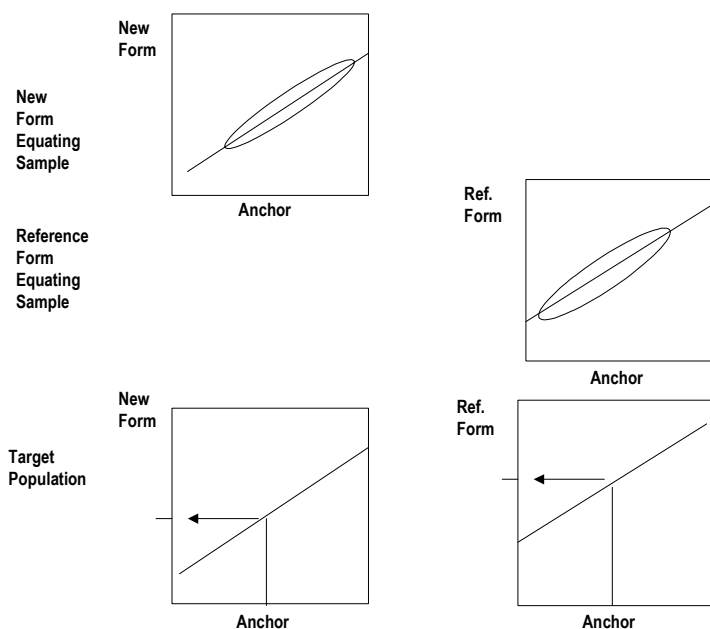 New
Form
New
Form
Equating
Sample
Anchor
Ref.
Form
Reference
Form
Equating
Sample
Anchor
New
Form
Ref.
Form
Target
Population
Anchor
Anchor